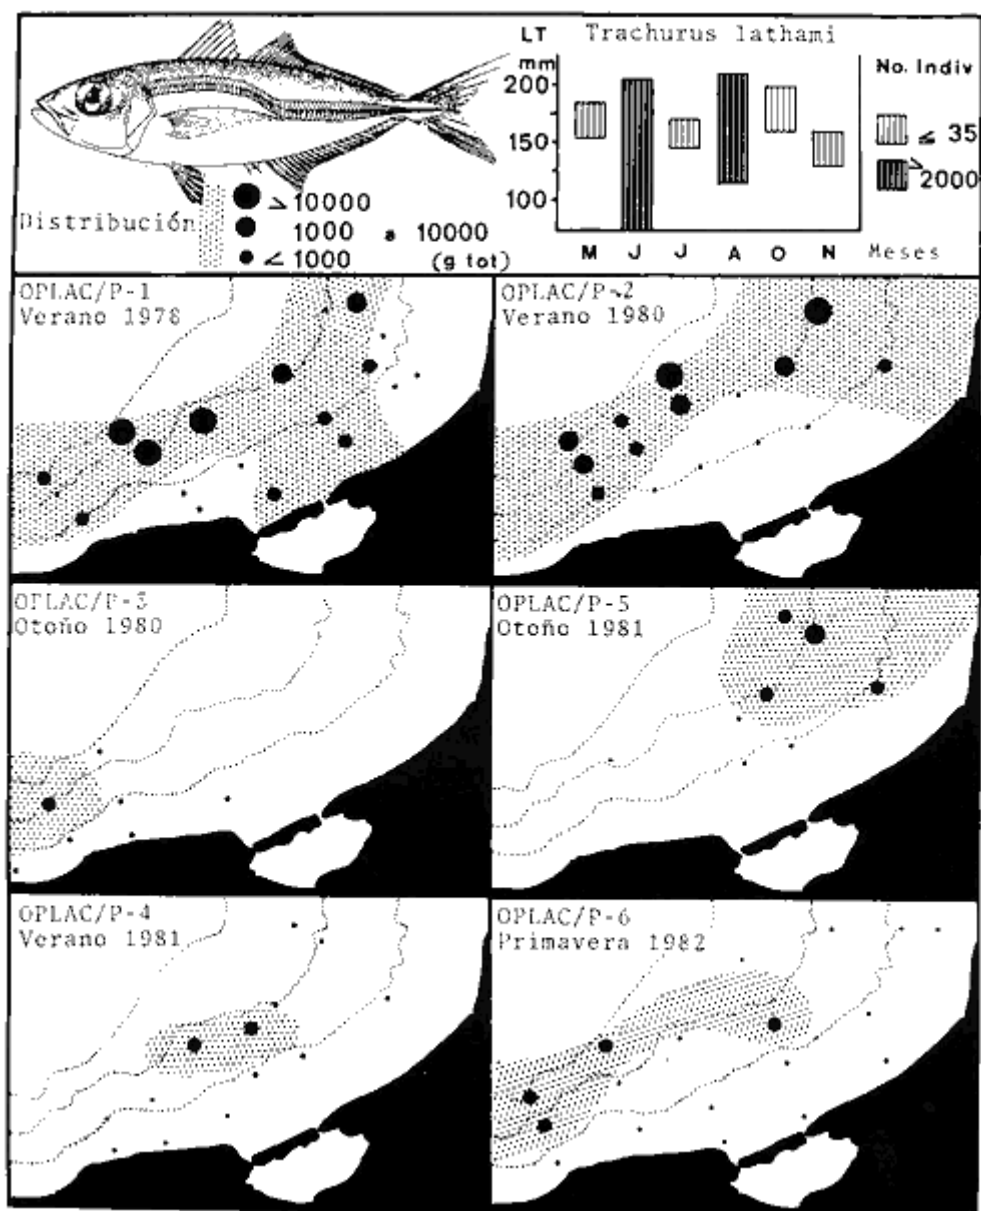 LT Trachurus lathami
mm
200
150
100
M J J A O N Meses
No. Indiv
≤ 35
>
2000
Distribución
> 10000
1000 a 10000
< 1000 (g tot)
OPLAC/P-1
Verano 1978
OPLAC/P-2
Verano 1980
OPLAC/P-3
Otoño 1980
OPLAC/P-5
Otoño 1981
OPLAC/P-4
Verano 1981
OPLAC/P-6
Primavera 1982